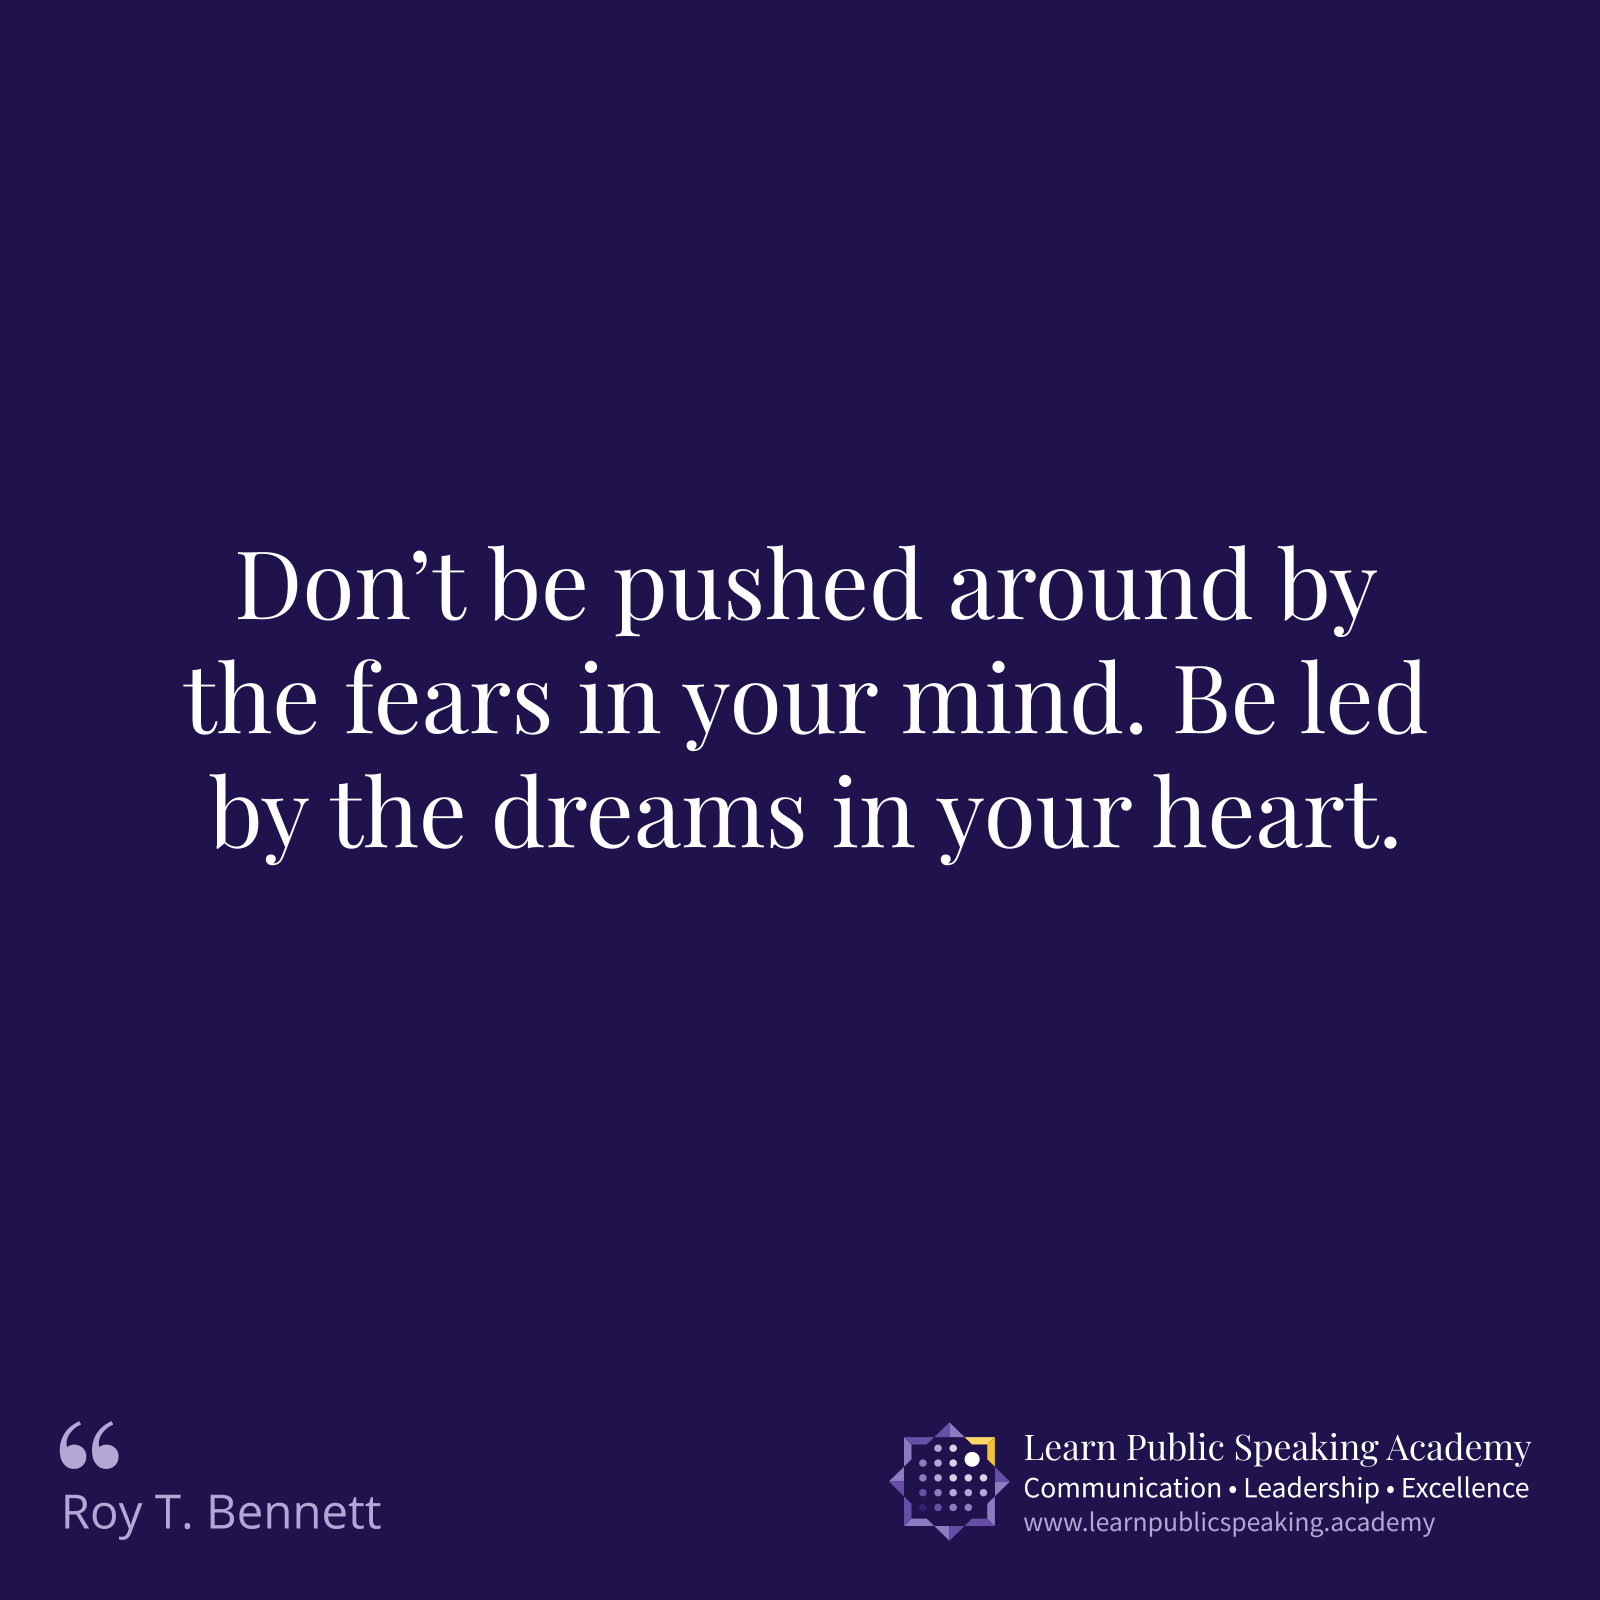 Don’t be pushed around by
the fears in your mind. Be led
by the dreams in your heart.
“
Roy T. Bennett
Learn Public Speaking Academy
Communication • Leadership • Excellence
www.learnpublicspeaking.academy